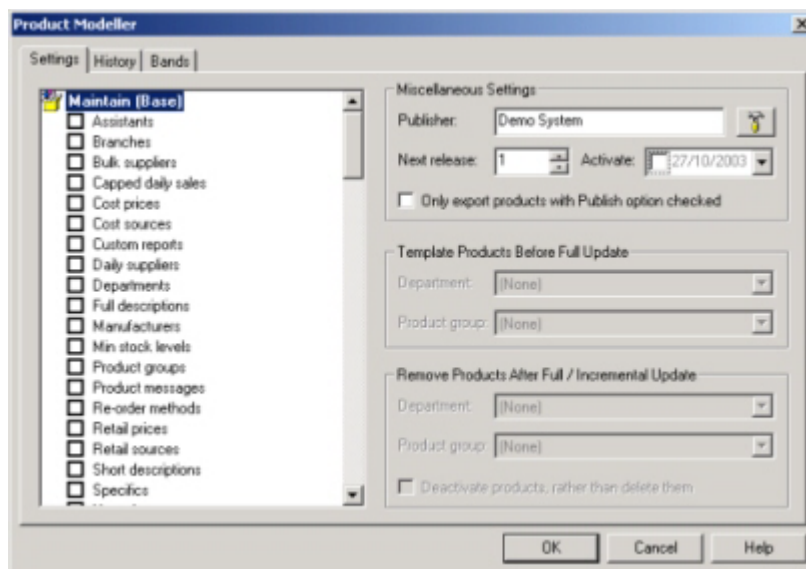 Product Modeller
Settings History Bands
Maintain (Base)
Assistants
Branches
Bulk suppliers
Capped daily sales
Cost prices
Cost sources
Custom reports
Daily suppliers
Departments
Full descriptions
Manufacturers
Min stock levels
Product groups
Product messages
Re-order methods
Retail prices
Retail sources
Short descriptions
Specifics
Miscellaneous Settings
Publisher: Demo System
Next release: 1 Activate: 27/10/2003
Only export products with Publish option checked
Template Products Before Full Update
Department: (None)
Product group: (None)
Remove Products After Full / Incremental Update
Department: (None)
Product group: (None)
Deactivate products, rather than delete them
OK Cancel Help